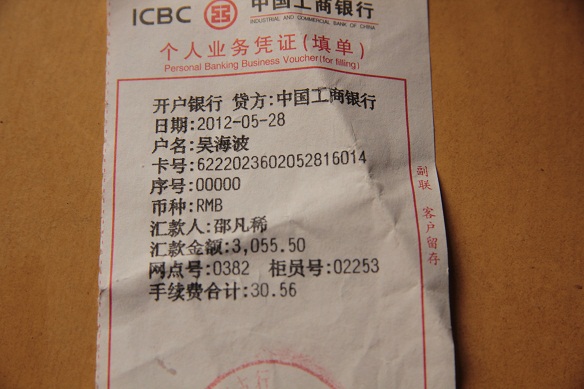 ICBC 中国工商银行
INDUSTRIAL AND COMMERCIAL BANK OF CHINA
个人业务凭证(填单)
Personal Banking Business Voucher(for filling)
开户银行 贷方:中国工商银行
日期:2012-05-28
户名:吴海波
卡号:6222023602052816014
序号:00000
币种:RMB
汇款人:邵凡稀
汇款金额:3,055.50
网点号:0382 柜员号:02253
手续费合计:30.56
副联 客户留存